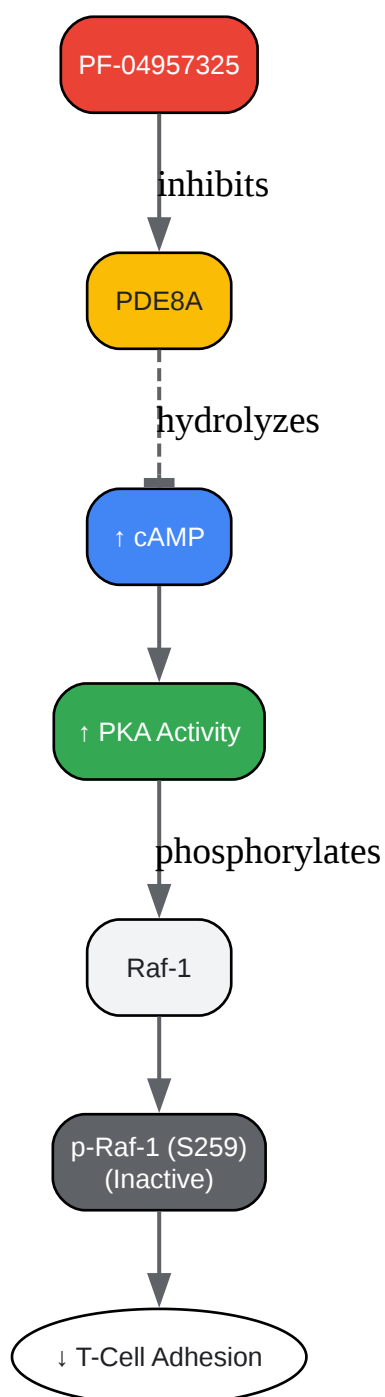 PF-04957325
inhibits
PDE8A
hydrolyzes
↑ cAMP
↑ PKA Activity
phosphorylates
Raf-1
p-Raf-1 (S259)
(Inactive)
↓ T-Cell Adhesion